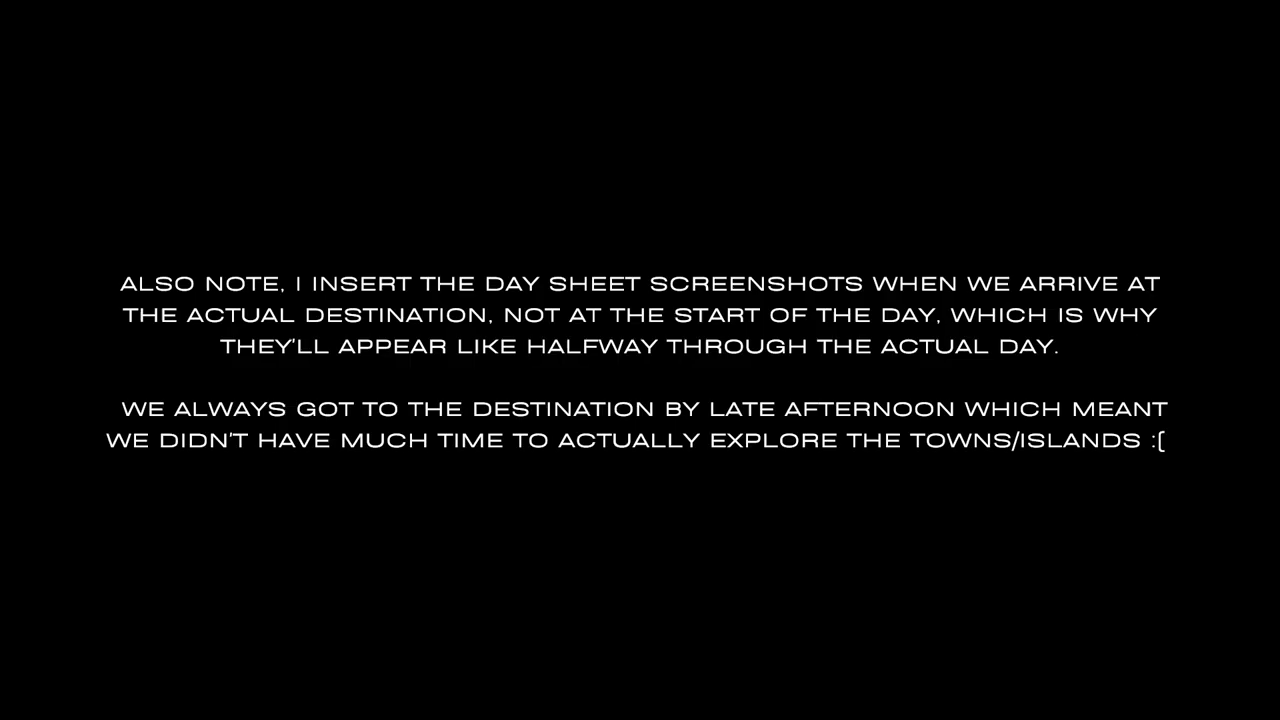 ALSO NOTE, I INSERT THE DAY SHEET SCREENSHOTS WHEN WE ARRIVE AT
THE ACTUAL DESTINATION, NOT AT THE START OF THE DAY, WHICH IS WHY
THEY'LL APPEAR LIKE HALFWAY THROUGH THE ACTUAL DAY.
WE ALWAYS GOT TO THE DESTINATION BY LATE AFTERNOON WHICH MEANT
WE DIDN'T HAVE MUCH TIME TO ACTUALLY EXPLORE THE TOWNS/ISLANDS :[